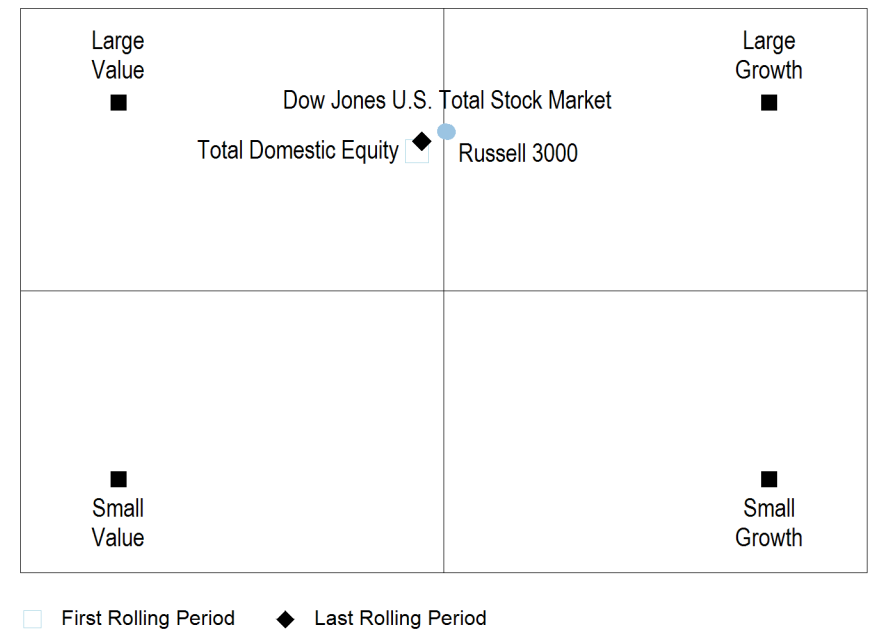 Large
Value
Large
Growth
Dow Jones U.S. Total Stock Market
Total Domestic Equity
Russell 3000
Small
Value
Small
Growth
First Rolling Period
Last Rolling Period